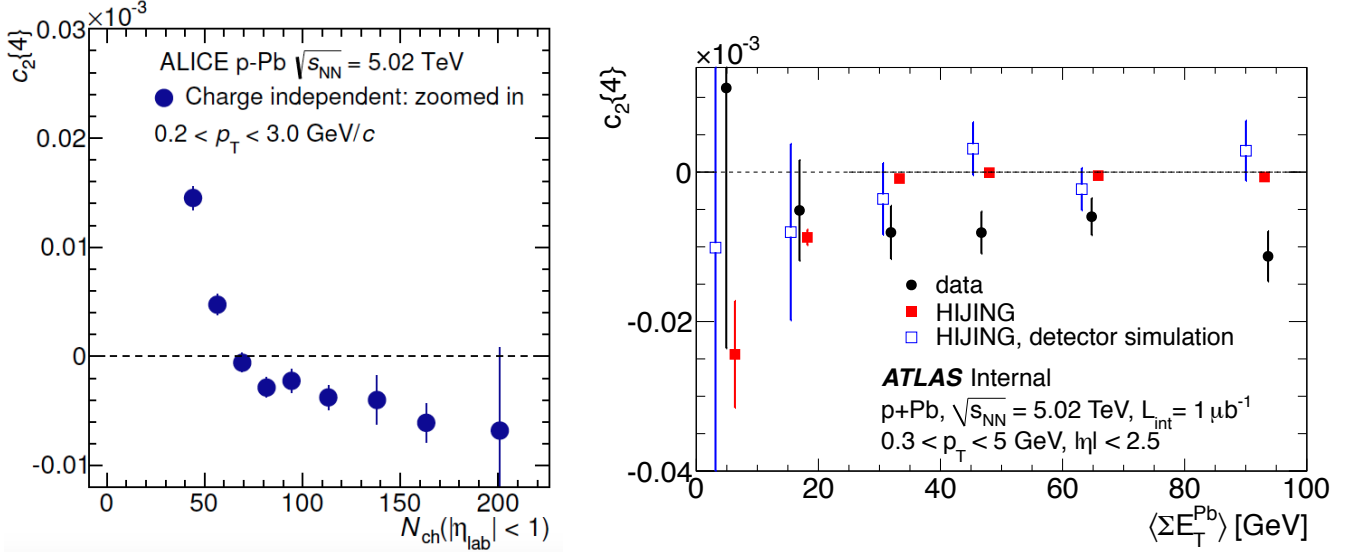 ×10⁻³
0.03
0.02
0.01
0
-0.01
c₂{4}
ALICE p-Pb √s_NN = 5.02 TeV
Charge independent: zoomed in
0.2 < p_T < 3.0 GeV/c
0 50 100 150 200
N_ch(|η_lab| < 1)
×10⁻³
c₂{4}
0
-0.02
-0.04
data
HIJING
HIJING, detector simulation
ATLAS Internal
p+Pb, √s_NN = 5.02 TeV, L_int = 1 μb⁻¹
0.3 < p_T < 5 GeV, |η| < 2.5
0 20 40 60 80 100
⟨ΣE_T^Pb⟩ [GeV]